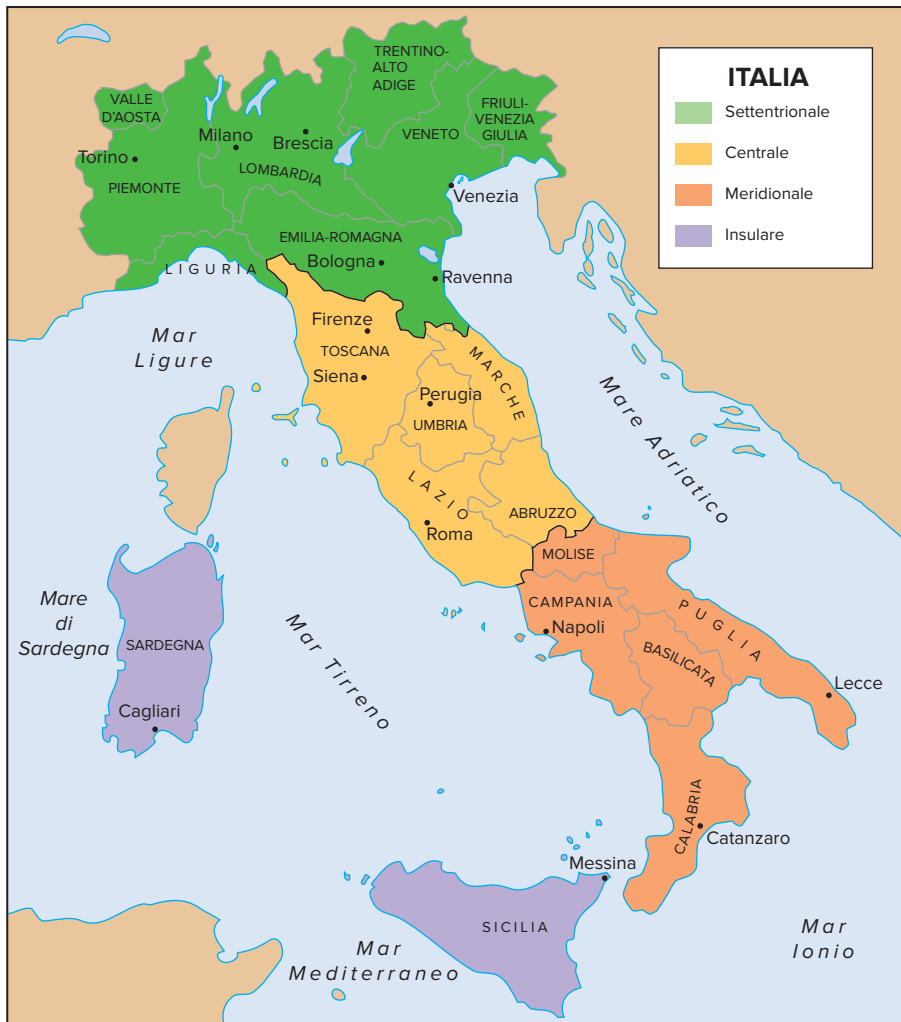 ITALIA
Settentrionale
Centrale
Meridionale
Insulare
TRENTINO-
ALTO
ADIGE
VALLE
D'AOSTA
FRIULI-
VENEZIA
GIULIA
Milano
Brescia
VENETO
Torino
LOMBARDIA
PIEMONTE
Venezia
EMILIA-ROMAGNA
Bologna
LIGURIA
Ravenna
Mar
Ligure
Firenze
TOSCANA
MARCHE
Siena
Perugia
UMBRIA
Mare Adriatico
LAZIO
ABRUZZO
Roma
MOLISE
Mare
di
Sardegna
CAMPANIA
PUGLIA
Napoli
SARDEGNA
Mar Tirreno
BASILICATA
Lecce
Cagliari
CALABRIA
Catanzaro
Messina
SICILIA
Mar
Ionio
Mar
Mediterraneo